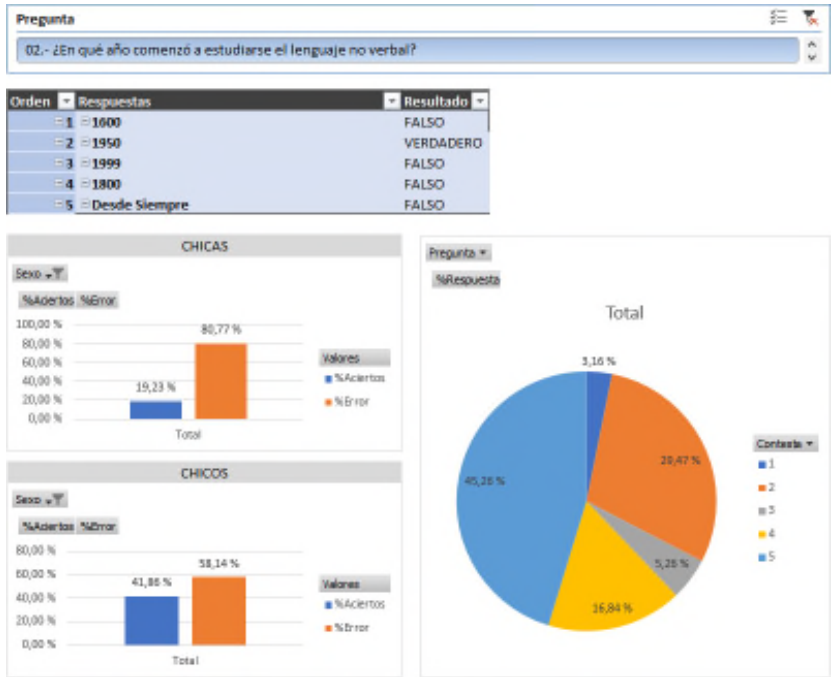 Pregunta
02.- ¿En qué año comenzó a estudiarse el lenguaje no verbal?
Orden Respuestas Resultado
1 1600 FALSO
2 1950 VERDADERO
3 1999 FALSO
4 1800 FALSO
5 Desde Siempre FALSO
CHICAS
Sexo
%Aciertos %Error
100,00 %
80,00 %
60,00 %
40,00 %
20,00 %
0,00 %
19,23 %
80,77 %
Total
Valores
%Aciertos
%Error
CHICOS
Sexo
%Aciertos %Error
80,00 %
60,00 %
40,00 %
20,00 %
0,00 %
41,86 %
58,14 %
Total
Valores
%Aciertos
%Error
Pregunta
%Respuesta
Total
3,16 %
29,47 %
5,26 %
16,84 %
45,26 %
Contesta
1
2
3
4
5